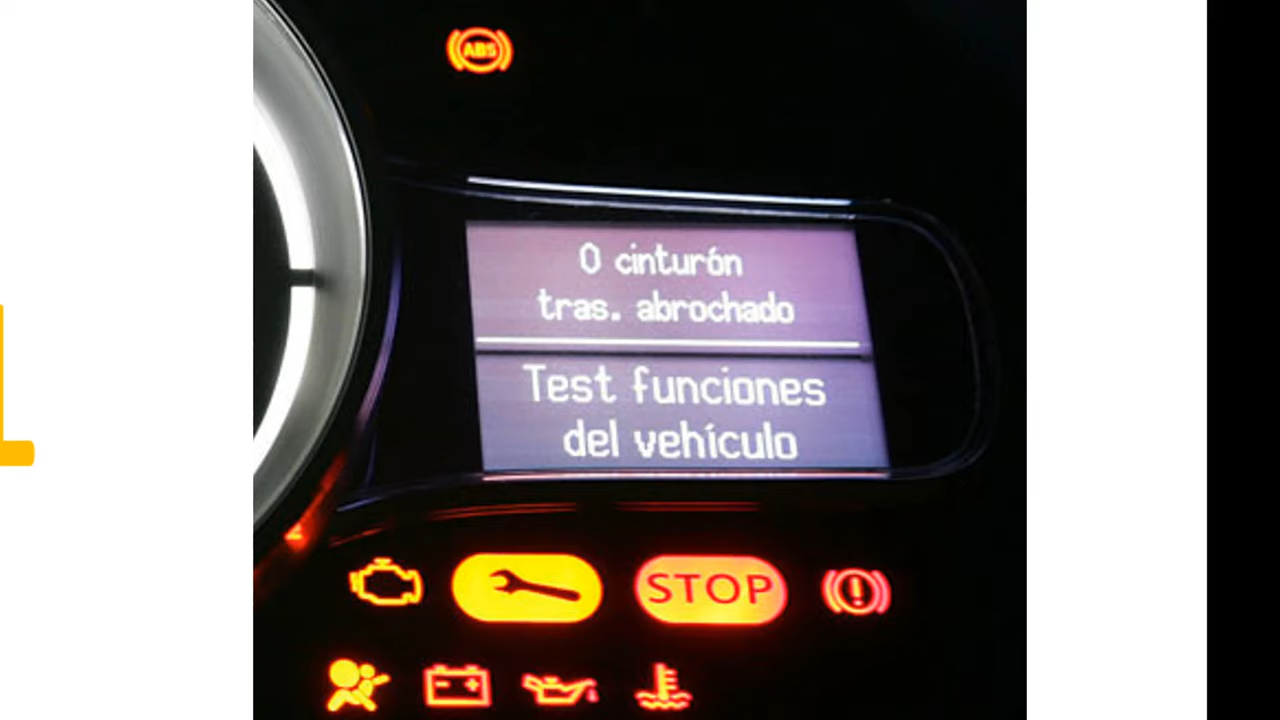 ABS
0 cinturón
tras. abrochado
Test funciones
del vehículo
STOP